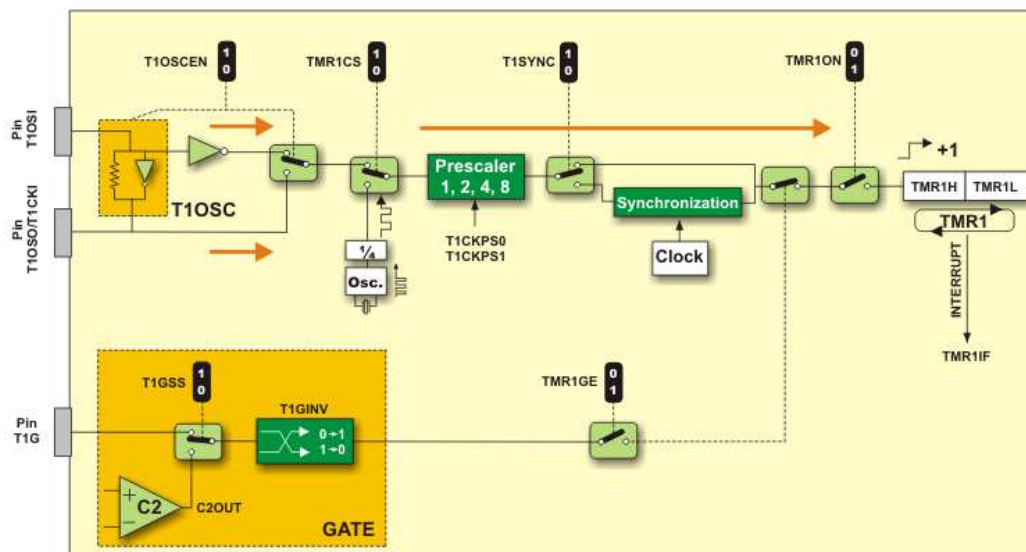 T1OSCEN
1
0
TMR1CS
1
0
T1SYNC
1
0
TMR1ON
0
1
Pin
T1OSI
T1OSC
Pin
T1OSO/T1CKI
Prescaler
1, 2, 4, 8
T1CKPS0
T1CKPS1
¼
Osc.
Synchronization
Clock
+1
TMR1H
TMR1L
TMR1
INTERRUPT
TMR1IF
T1GSS
1
0
T1GINV
0→1
1→0
TMR1GE
0
1
Pin
T1G
+
C2
−
C2OUT
GATE